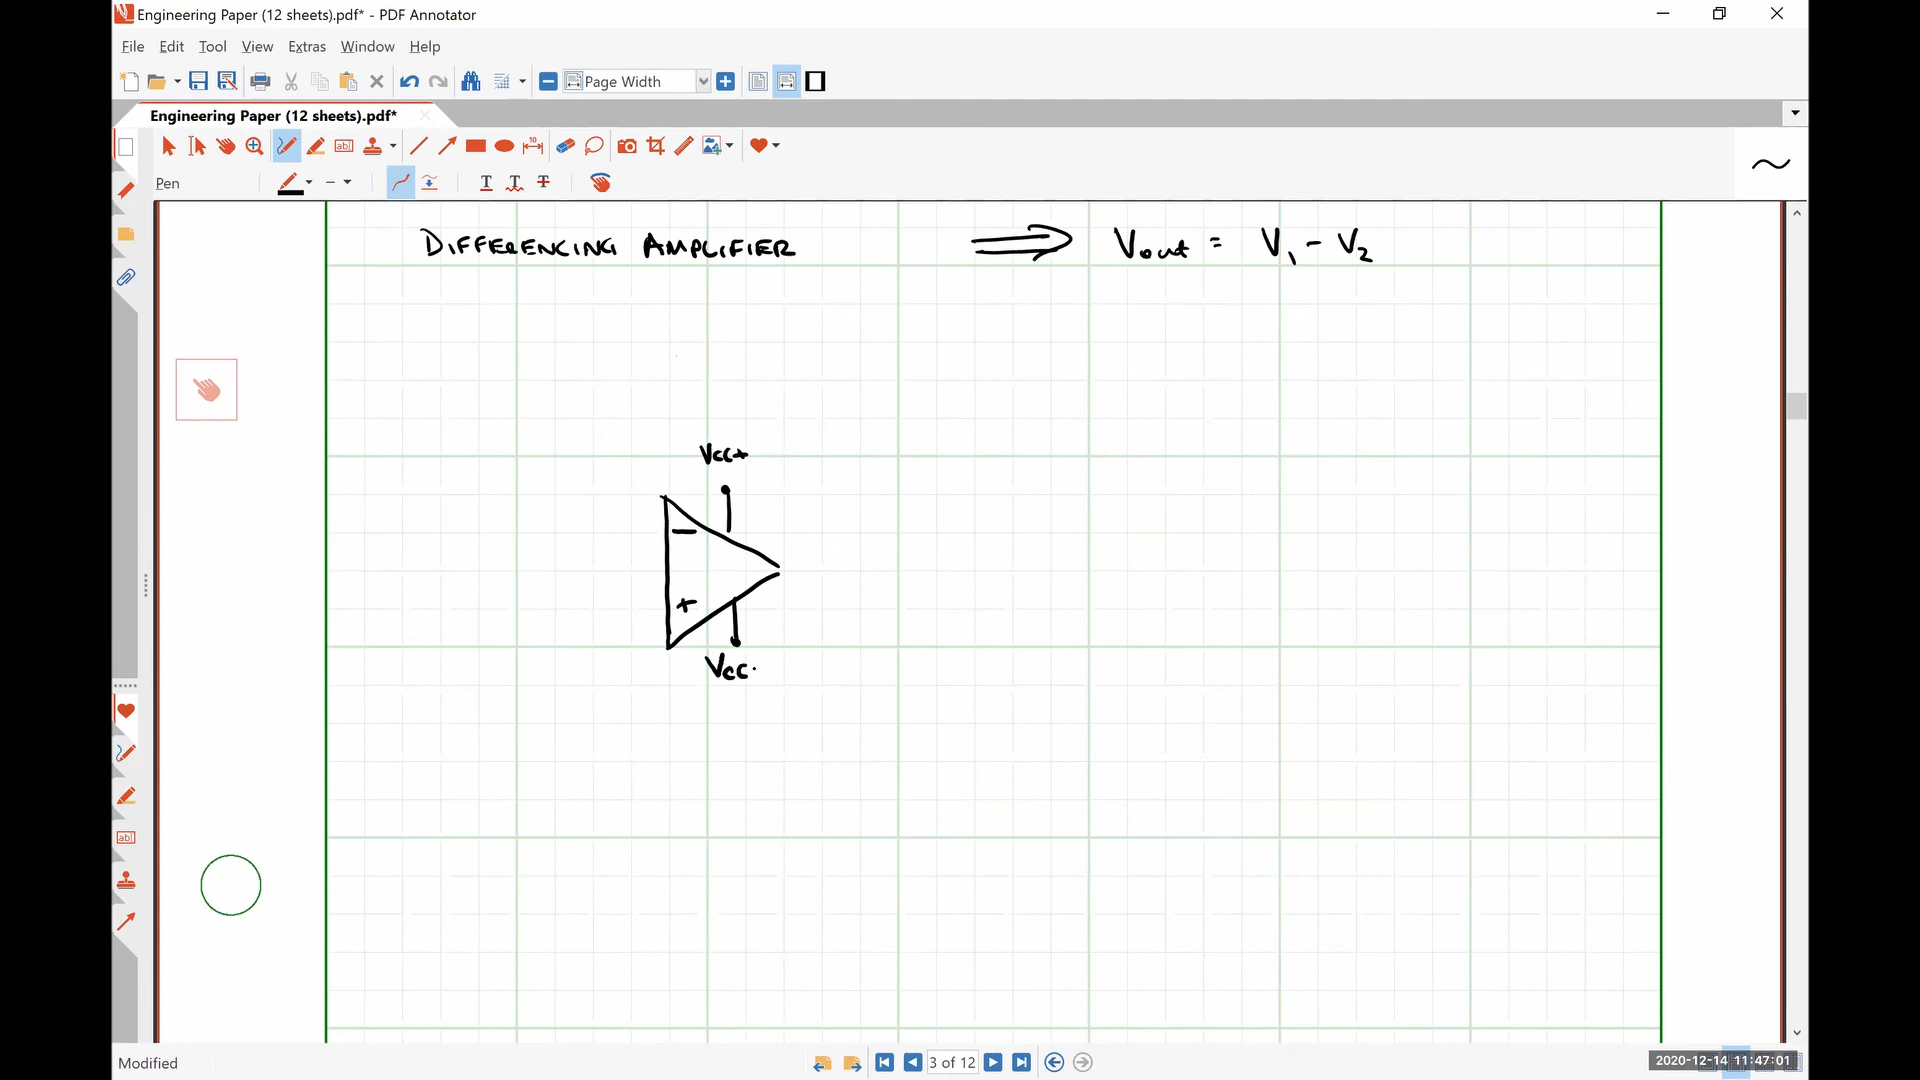 Engineering Paper (12 sheets).pdf* - PDF Annotator
File Edit Tool View Extras Window Help
Page Width
Engineering Paper (12 sheets).pdf*
Pen
DIFFERENCING AMPLIFIER ⟹ Vout = V1 - V2
Vcc+
−
+
Vcc-
Modified
3 of 12
2020-12-14 11:47:01